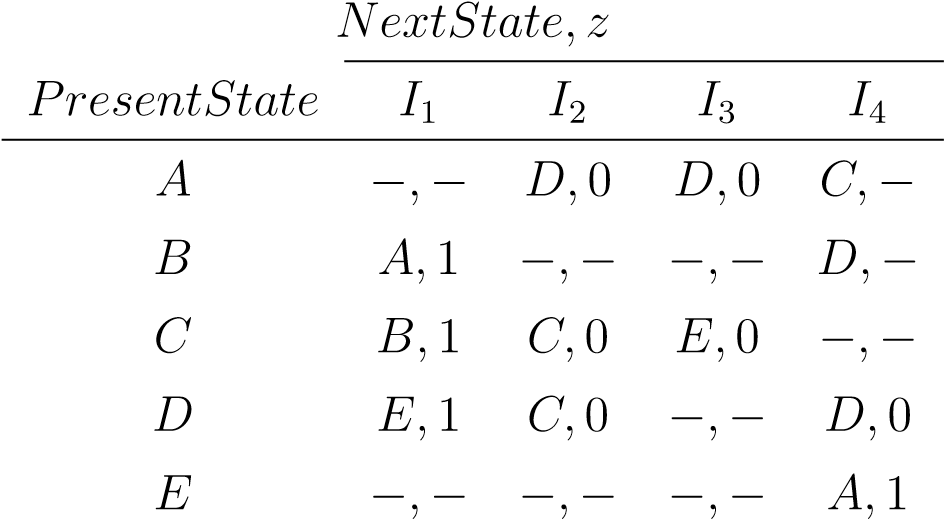 NextState, z
PresentState I₁ I₂ I₃ I₄
A −, − D, 0 D, 0 C, −
B A, 1 −, − −, − D, −
C B, 1 C, 0 E, 0 −, −
D E, 1 C, 0 −, − D, 0
E −, − −, − −, − A, 1